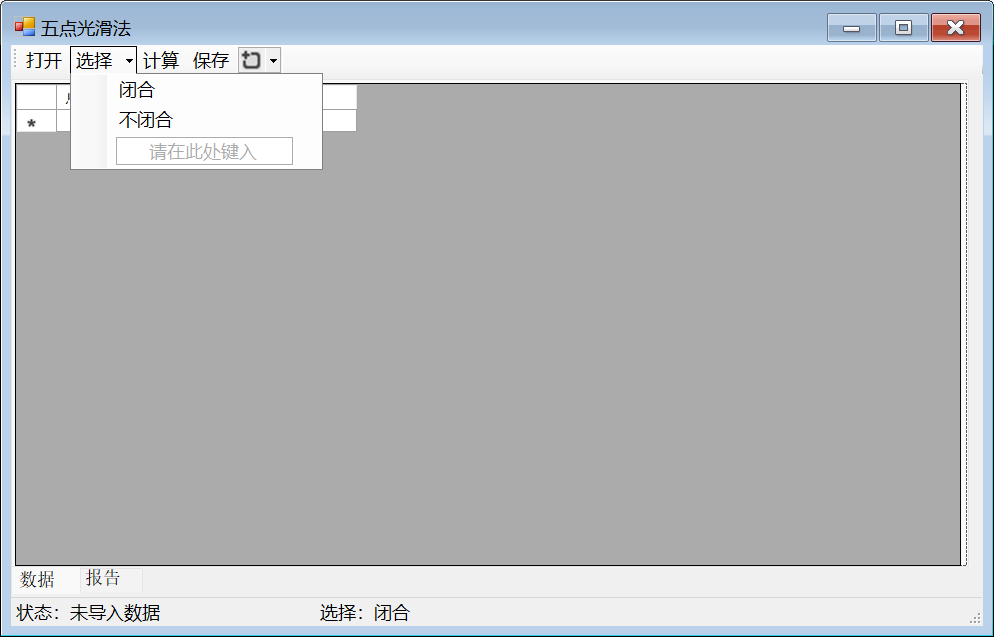 五点光滑法
打开 选择 计算 保存
闭合
不闭合
*
请在此处键入
数据 报告
状态：未导入数据 选择：闭合